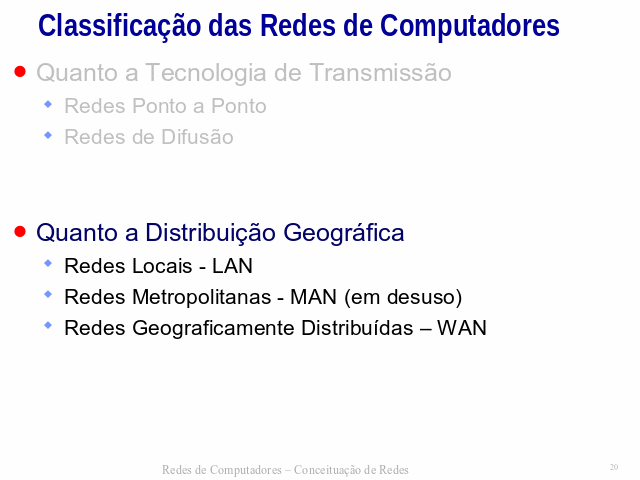 Classificação das Redes de Computadores
Quanto a Tecnologia de Transmissão
Redes Ponto a Ponto
Redes de Difusão
Quanto a Distribuição Geográfica
Redes Locais - LAN
Redes Metropolitanas - MAN (em desuso)
Redes Geograficamente Distribuídas – WAN
Redes de Computadores – Conceituação de Redes
20